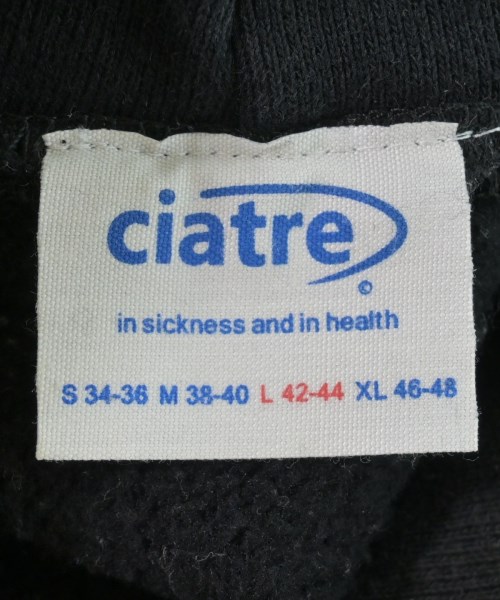 ciatre
©
in sickness and in health
S 34-36 M 38-40 L 42-44 XL 46-48